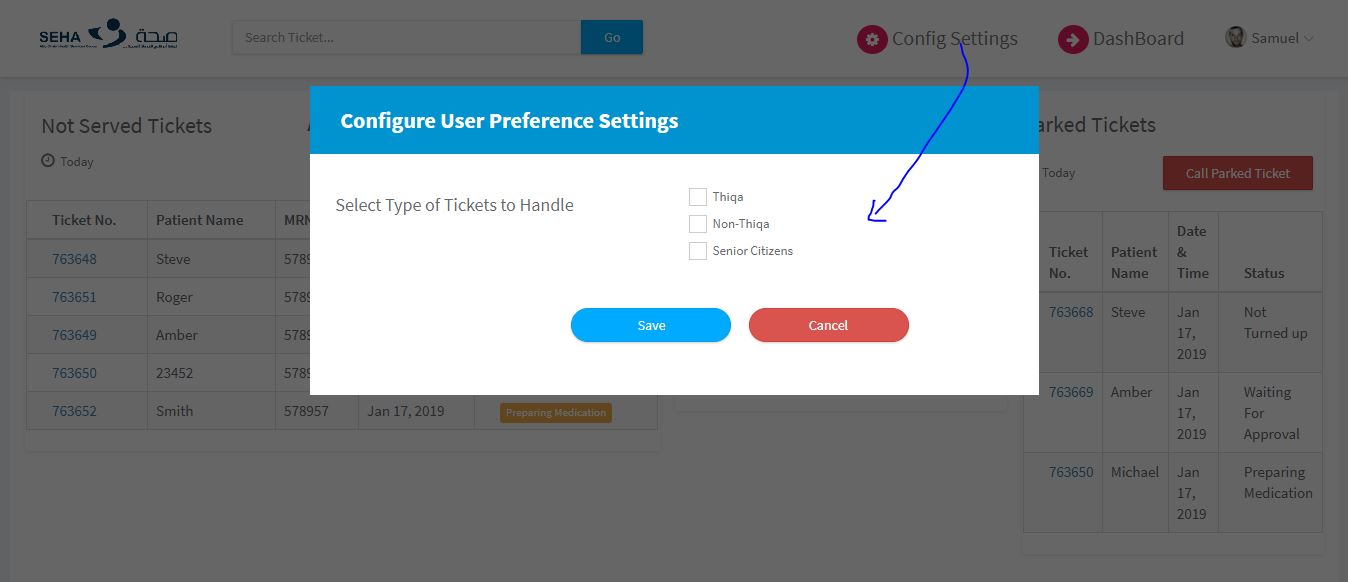 SEHA صحة
Search Ticket... Go
Config Settings
DashBoard
Samuel
Configure User Preference Settings
Select Type of Tickets to Handle
Thiqa
Non-Thiqa
Senior Citizens
Save Cancel
Not Served Tickets
Today
Ticket No. Patient Name MRN
763648 Steve 5789
763651 Roger 5789
763649 Amber 5789
763650 23452 5789
763652 Smith 578957 Jan 17, 2019 Preparing Medication
arked Tickets
Today Call Parked Ticket
Date
Ticket Patient &
No. Name Time Status
763668 Steve Jan Not
17, Turned up
2019
763669 Amber Jan Waiting
17, For
2019 Approval
763650 Michael Jan Preparing
17, Medication
2019